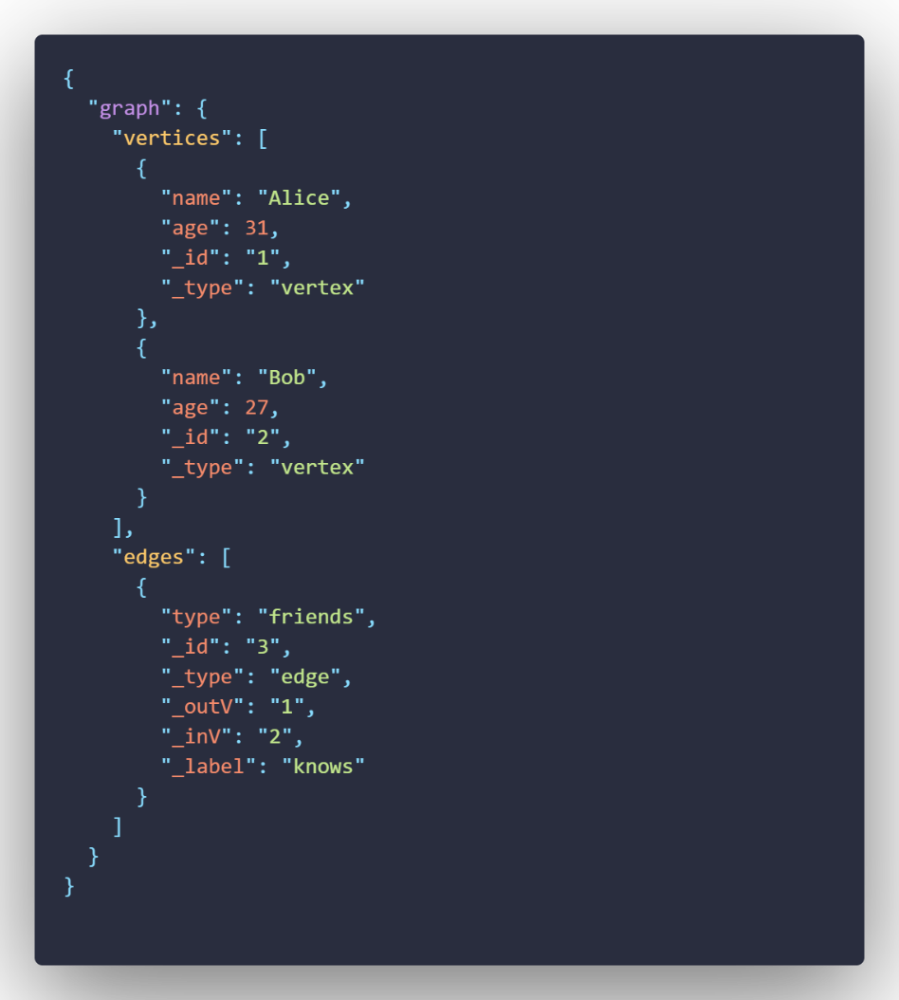 {
  "graph": {
    "vertices": [
      {
        "name": "Alice",
        "age": 31,
        "_id": "1",
        "_type": "vertex"
      },
      {
        "name": "Bob",
        "age": 27,
        "_id": "2",
        "_type": "vertex"
      }
    ],
    "edges": [
      {
        "type": "friends",
        "_id": "3",
        "_type": "edge",
        "_outV": "1",
        "_inV": "2",
        "_label": "knows"
      }
    ]
  }
}